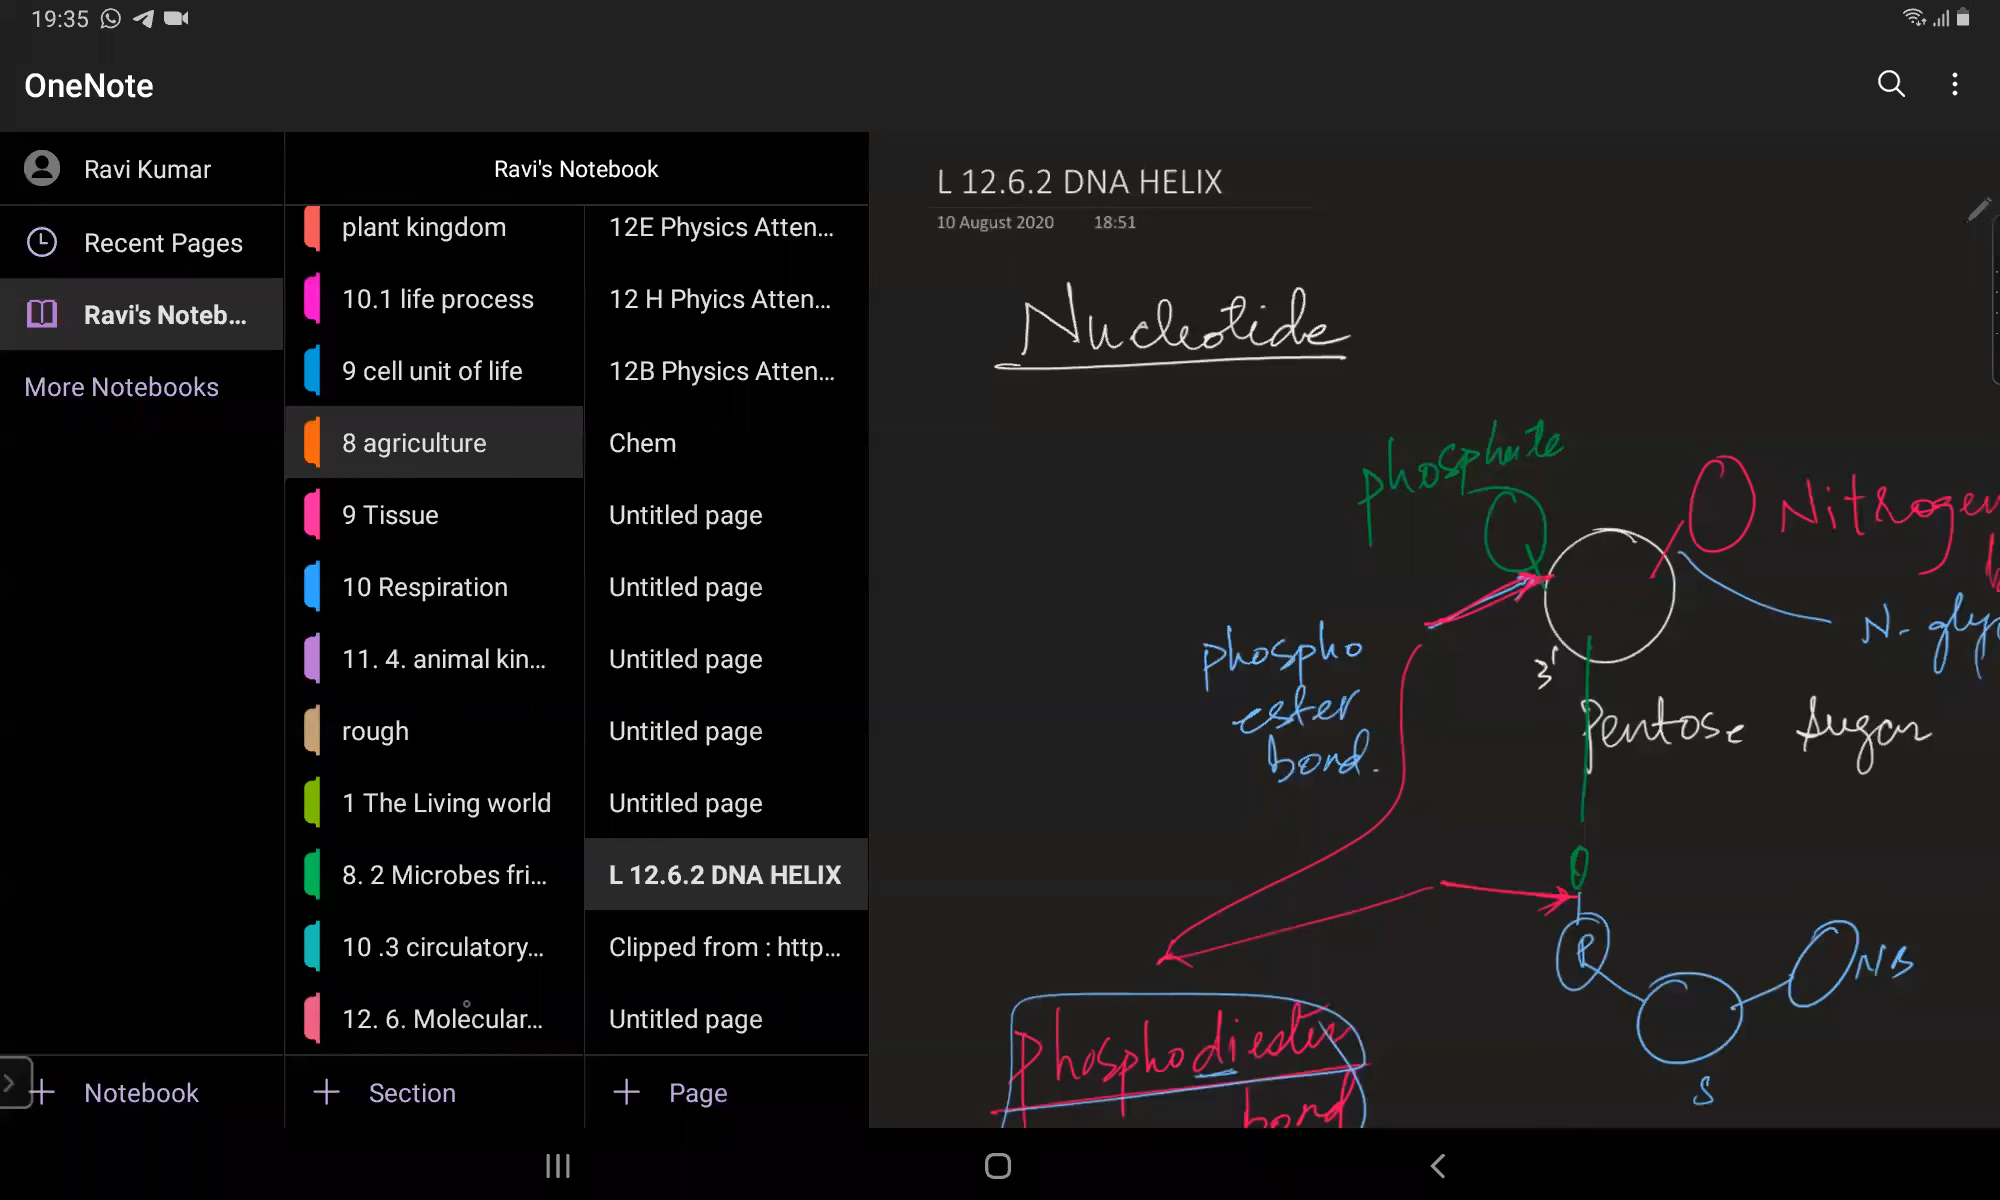 19:35
OneNote
Ravi Kumar
Recent Pages
Ravi's Noteb...
More Notebooks
Notebook
Ravi's Notebook
plant kingdom
10.1 life process
9 cell unit of life
8 agriculture
9 Tissue
10 Respiration
11. 4. animal kin...
rough
1 The Living world
8. 2 Microbes fri...
10 .3 circulatory...
12. 6. Molecular...
Section
12E Physics Atten...
12 H Phyics Atten...
12B Physics Atten...
Chem
Untitled page
Untitled page
Untitled page
Untitled page
Untitled page
L 12.6.2 DNA HELIX
Clipped from : http...
Untitled page
Page
L 12.6.2 DNA HELIX
10 August 2020 18:51
Nucleotide
phosphate
Nitrogen
N-gly
phospho
ester
bond.
3'
Pentose Sugar
P
NB
S
phosphodiester
bond